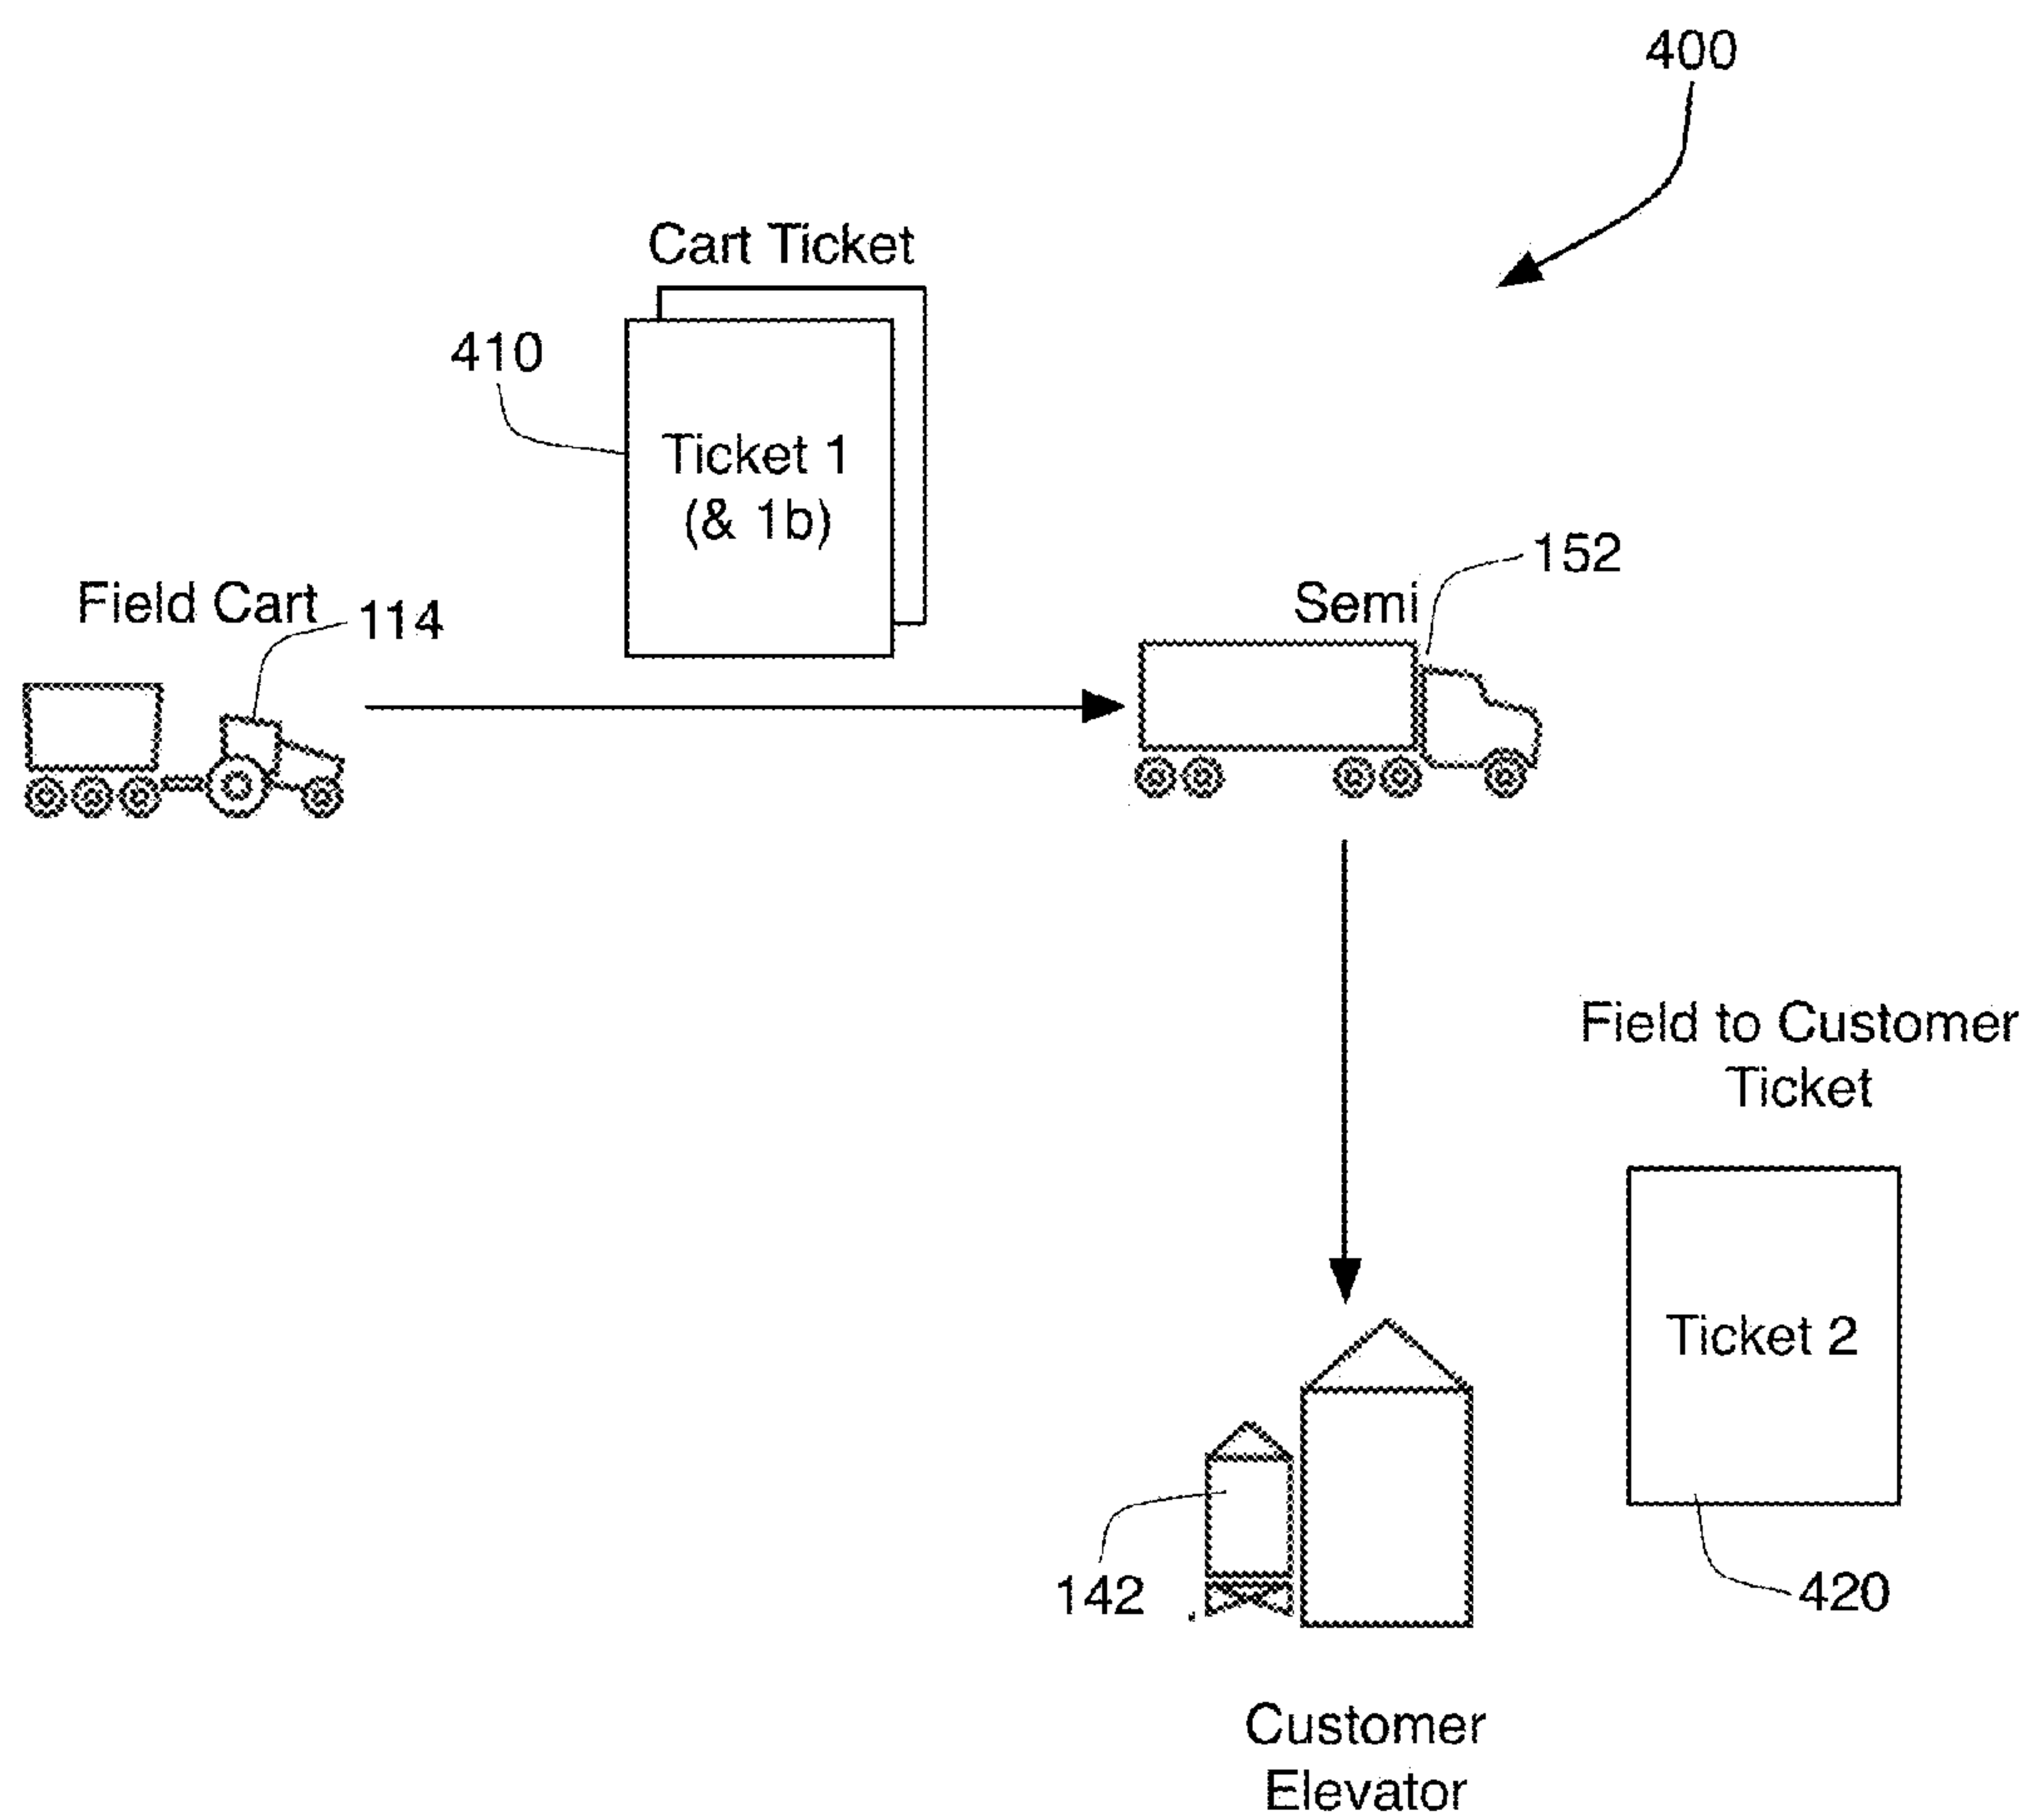 400
Cart Ticket
410
Ticket 1
(& 1b)
152
Field Cart
114
Semi
Field to Customer
Ticket
Ticket 2
142
420
Customer
Elevator